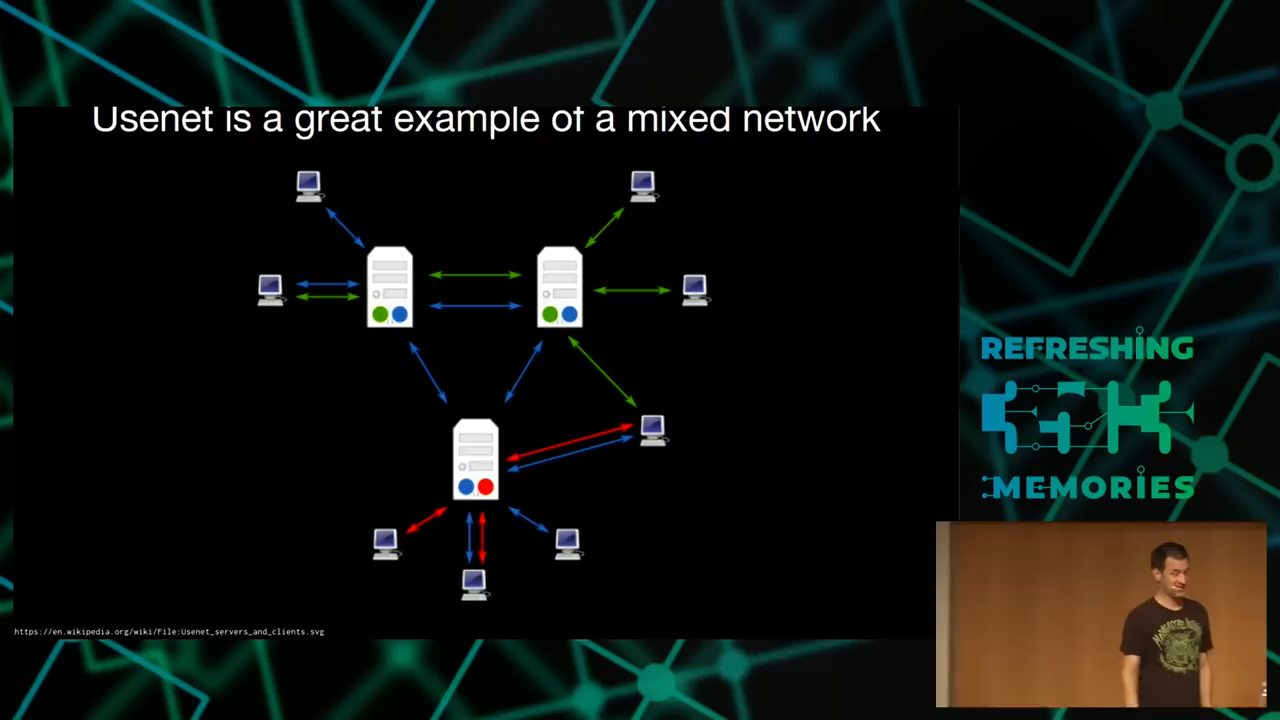 Usenet is a great example of a mixed network
https://en.wikipedia.org/wiki/File:Usenet_servers_and_clients.svg
REFRESHING
MEMORIES